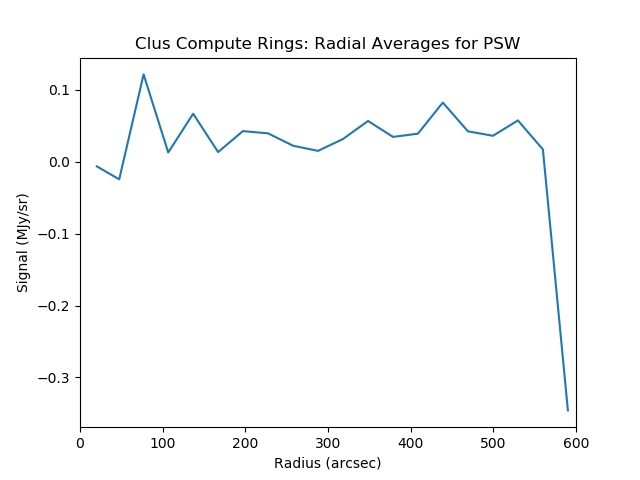 Clus Compute Rings: Radial Averages for PSW
0.1
0.0
−0.1
−0.2
−0.3
Signal (MJy/sr)
0 100 200 300 400 500 600
Radius (arcsec)